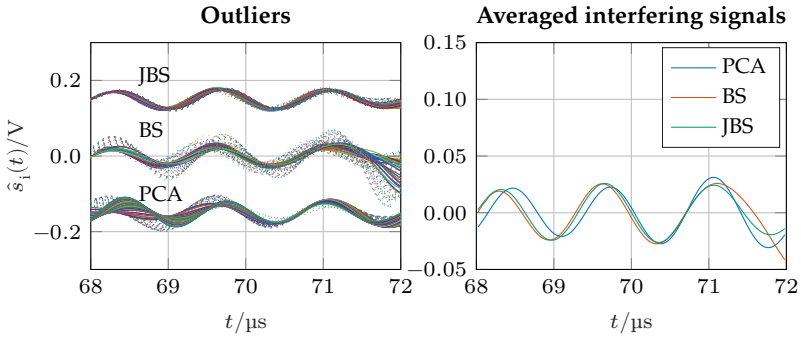 Outliers
Averaged interfering signals
ŝi(t)/V
0.2
0.0
−0.2
JBS
BS
PCA
68 69 70 71 72
t/µs
0.15
0.10
0.05
0.00
−0.05
PCA
BS
JBS
68 69 70 71 72
t/µs